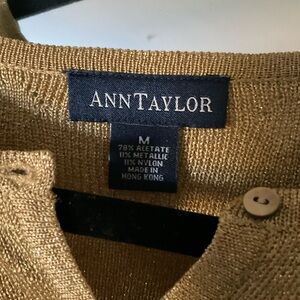 ANNTAYLOR
M
78% ACETATE
11% METALLIC
11% NYLON
MADE IN
HONG KONG